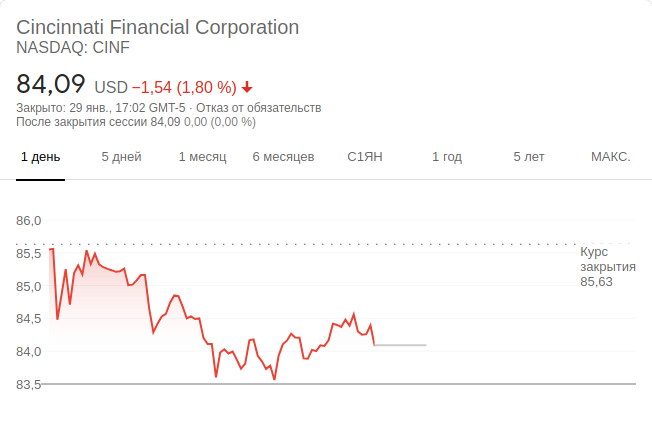 Cincinnati Financial Corporation
NASDAQ: CINF
84,09 USD −1,54 (1,80 %)
Закрыто: 29 янв., 17:02 GMT-5 · Отказ от обязательств
После закрытия сессии 84,09 0,00 (0,00 %)
1 день 5 дней 1 месяц 6 месяцев С1ЯН 1 год 5 лет МАКС.
86,0
85,5
85,0
84,5
84,0
83,5
Курс
закрытия
85,63